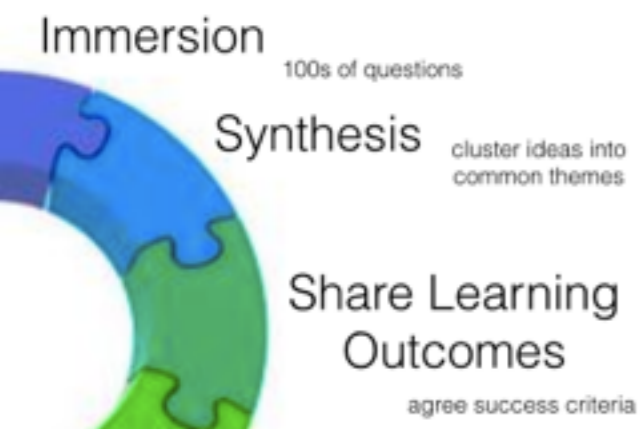 Immersion
100s of questions
Synthesis
cluster ideas into
common themes
Share Learning
Outcomes
agree success criteria